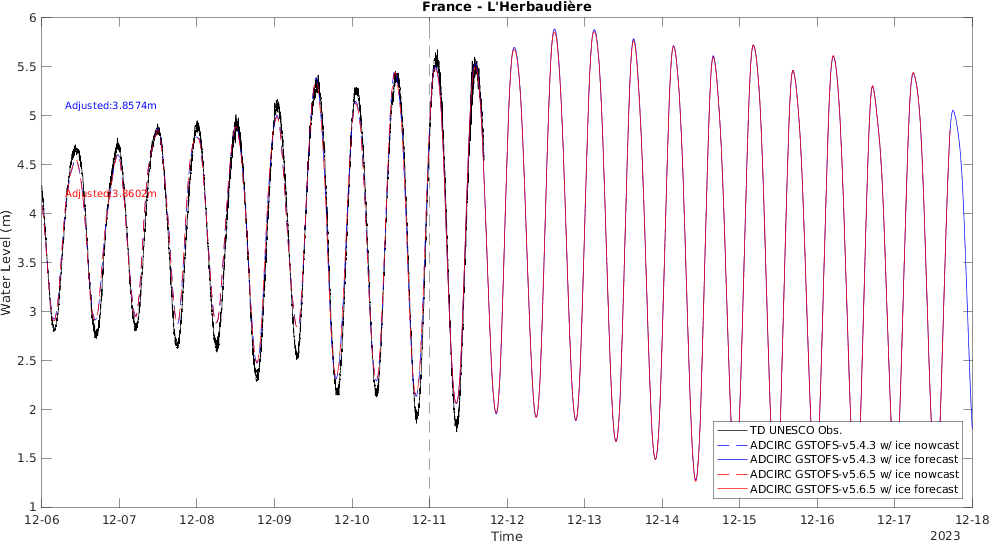 France - L'Herbaudière
6
5.5
5
4.5
4
3.5
3
2.5
2
1.5
1
Water Level (m)
Adjusted:3.8574m
Adjusted:3.8602m
TD UNESCO Obs.
ADCIRC GSTOFS-v5.4.3 w/ ice nowcast
ADCIRC GSTOFS-v5.4.3 w/ ice forecast
ADCIRC GSTOFS-v5.6.5 w/ ice nowcast
ADCIRC GSTOFS-v5.6.5 w/ ice forecast
12-06 12-07 12-08 12-09 12-10 12-11 12-12 12-13 12-14 12-15 12-16 12-17 12-18
Time
2023